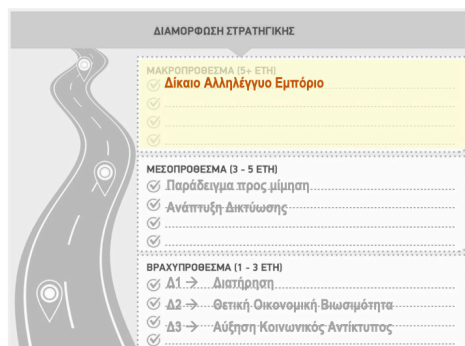 ΔΙΑΜΟΡΦΩΣΗ ΣΤΡΑΤΗΓΙΚΗΣ
ΜΑΚΡΟΠΡΟΘΕΣΜΑ (5+ ΕΤΗ)
Δίκαιο Αλληλέγγυο Εμπόριο
ΜΕΣΟΠΡΟΘΕΣΜΑ (3 - 5 ΕΤΗ)
Παράδειγμα προς μίμηση
Ανάπτυξη Δικτύωσης
ΒΡΑΧΥΠΡΟΘΕΣΜΑ (1 - 3 ΕΤΗ)
Δ1 → Διατήρηση
Δ2 → Θετική Οικονομική Βιωσιμότητα
Δ3 → Αύξηση Κοινωνικός Αντίκτυπος